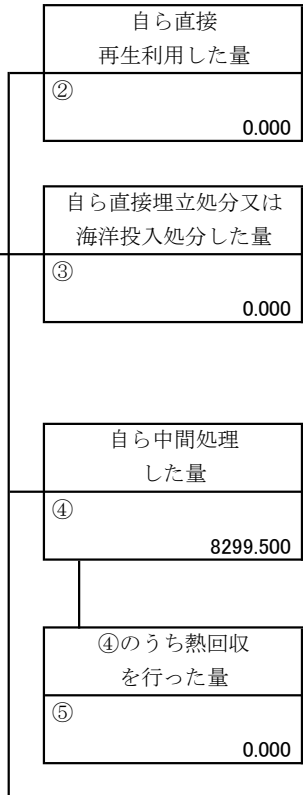 自ら直接
再生利用した量
②
0.000
自ら直接埋立処分又は
海洋投入処分した量
③
0.000
自ら中間処理
した量
④
8299.500
④のうち熱回収
を行った量
⑤
0.000